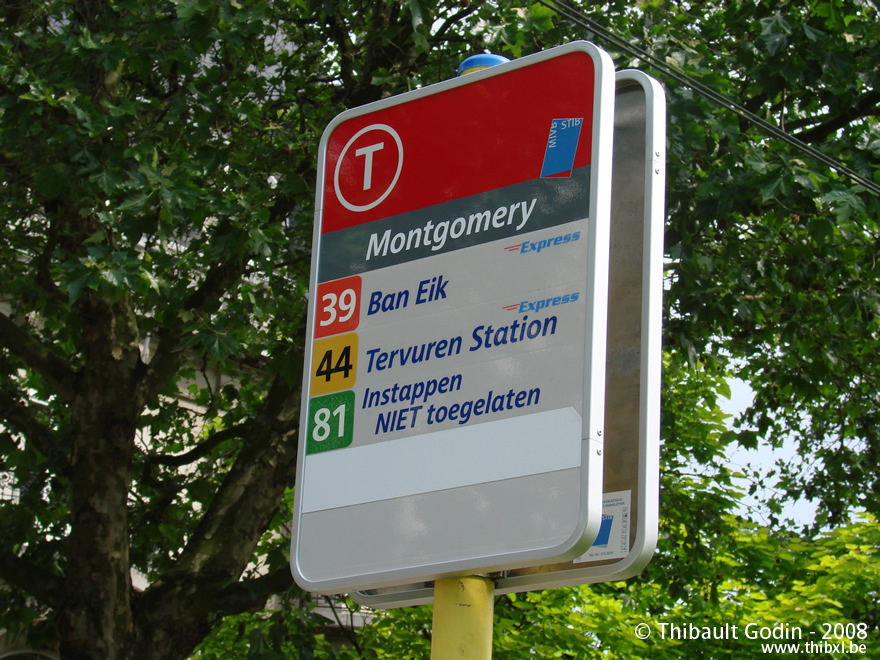 T
MIVB STIB
Montgomery
Express
39 Ban Eik
Express
44 Tervuren Station
81 Instappen
NIET toegelaten
© Thibault Godin - 2008
www.thibxl.be